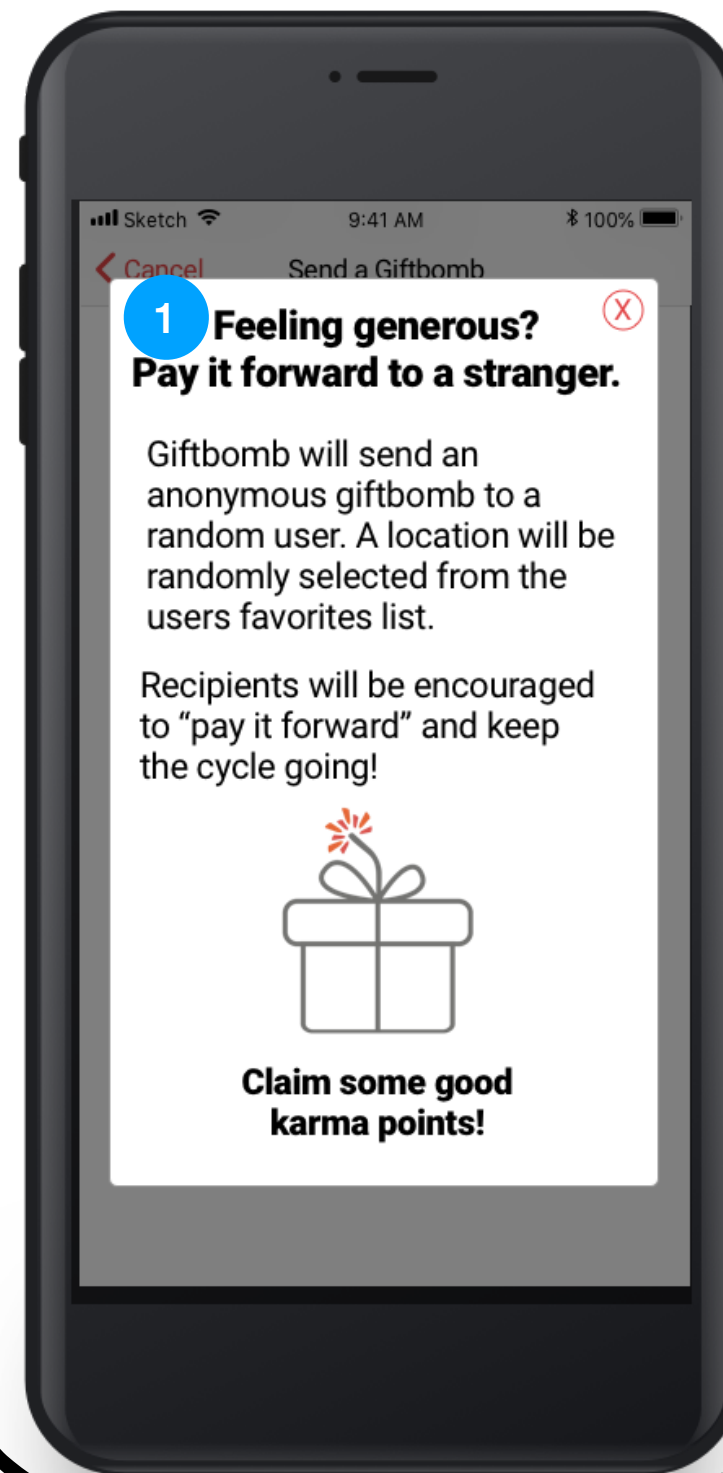 Sketch 9:41 AM 100%
Cancel Send a Giftbomb
1
X
Feeling generous?
Pay it forward to a stranger.
Giftbomb will send an
anonymous giftbomb to a
random user. A location will be
randomly selected from the
users favorites list.
Recipients will be encouraged
to “pay it forward” and keep
the cycle going!
Claim some good
karma points!